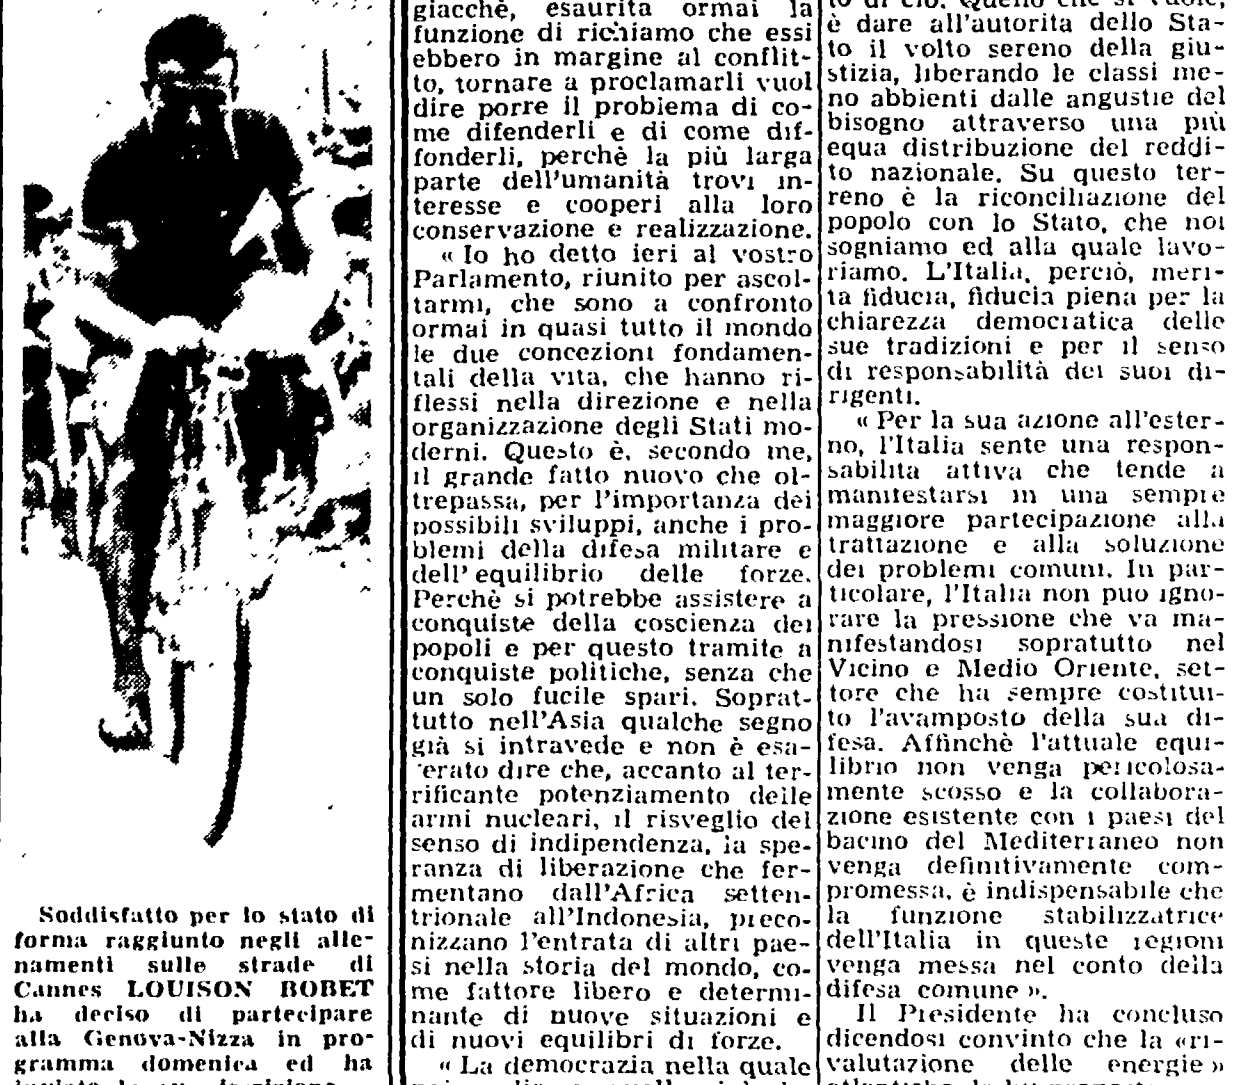 Soddisfatto per lo stato di
forma raggiunto negli alle-
namenti sulle strade di
Cannes LOUISON BOBET
ha deciso di partecipare
alla Genova-Nizza in pro-
gramma domenica ed ha
giacchè, esaurita ormai la
funzione di richiamo che essi
ebbero in margine al conflit-
to, tornare a proclamarli vuol
dire porre il problema di co-
me difenderli e di come dif-
fonderli, perchè la più larga
parte dell'umanità trovi in-
teresse e cooperi alla loro
conservazione e realizzazione.
« Io ho detto ieri al vostro
Parlamento, riunito per ascol-
tarmi, che sono a confronto
ormai in quasi tutto il mondo
le due concezioni fondamen-
tali della vita, che hanno ri-
flessi nella direzione e nella
organizzazione degli Stati mo-
derni. Questo è, secondo me,
il grande fatto nuovo che ol-
trepassa, per l'importanza dei
possibili sviluppi, anche i pro-
blemi della difesa militare e
dell'equilibrio delle forze.
Perchè si potrebbe assistere a
conquiste della coscienza dei
popoli e per questo tramite a
conquiste politiche, senza che
un solo fucile spari. Soprat-
tutto nell'Asia qualche segno
già si intravede e non è esa-
erato dire che, accanto al ter-
rificante potenziamento delle
armi nucleari, il risveglio del
senso di indipendenza, la spe-
ranza di liberazione che fer-
mentano dall'Africa setten-
trionale all'Indonesia, preco-
nizzano l'entrata di altri pae-
si nella storia del mondo, co-
me fattore libero e determi-
nante di nuove situazioni e
di nuovi equilibri di forze.
« La democrazia nella quale
è dare all'autorita dello Sta-
to il volto sereno della giu-
stizia, liberando le classi me-
no abbienti dalle angustie del
bisogno attraverso una più
equa distribuzione del reddi-
to nazionale. Su questo ter-
reno è la riconciliazione del
popolo con lo Stato, che noi
sogniamo ed alla quale lavo-
riamo. L'Italia, perciò, meri-
ta fiducia, fiducia piena per la
chiarezza democratica delle
sue tradizioni e per il senso
di responsabilità dei suoi di-
rigenti.
« Per la sua azione all'ester-
no, l'Italia sente una respon-
sabilita attiva che tende a
manifestarsi in una sempre
maggiore partecipazione alla
trattazione e alla soluzione
dei problemi comuni. In par-
ticolare, l'Italia non puo igno-
rare la pressione che va ma-
nifestandosi sopratutto nel
Vicino e Medio Oriente, set-
tore che ha sempre costitui-
to l'avamposto della sua di-
fesa. Affinchè l'attuale equi-
librio non venga pericolosa-
mente scosso e la collabora-
zione esistente con i paesi del
bacino del Mediterraneo non
venga definitivamente com-
promessa, è indispensabile che
la funzione stabilizzatrice
dell'Italia in queste regioni
venga messa nel conto della
difesa comune ».
Il Presidente ha concluso
dicendosi convinto che la «ri-
valutazione delle energie»